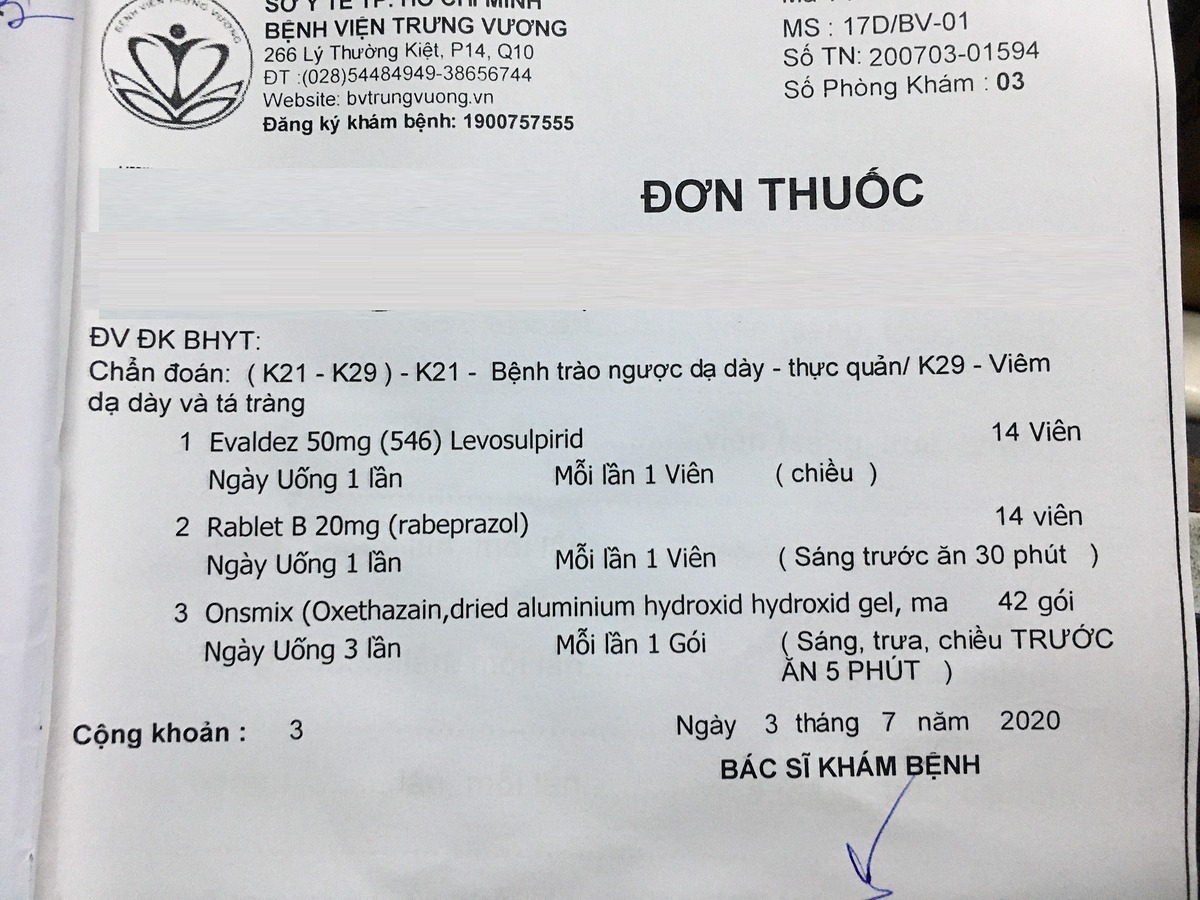 SỞ Y TẾ TP. HỒ CHÍ MINH
BỆNH VIỆN TRƯNG VƯƠNG
266 Lý Thường Kiệt, P14, Q10
ĐT :(028)54484949-38656744
Website: bvtrungvuong.vn
Đăng ký khám bệnh: 1900757555
BỆNH VIỆN TRƯNG VƯƠNG
MS : 17D/BV-01
Số TN: 200703-01594
Số Phòng Khám : 03
ĐƠN THUỐC
ĐV ĐK BHYT:
Chẩn đoán: ( K21 - K29 ) - K21 - Bệnh trào ngược dạ dày - thực quản/ K29 - Viêm
dạ dày và tá tràng
1 Evaldez 50mg (546) Levosulpirid 14 Viên
Ngày Uống 1 lần Mỗi lần 1 Viên ( chiều )
2 Rablet B 20mg (rabeprazol) 14 viên
Ngày Uống 1 lần Mỗi lần 1 Viên ( Sáng trước ăn 30 phút )
3 Onsmix (Oxethazain,dried aluminium hydroxid hydroxid gel, ma 42 gói
Ngày Uống 3 lần Mỗi lần 1 Gói ( Sáng, trưa, chiều TRƯỚC
ĂN 5 PHÚT )
Cộng khoản : 3
Ngày 3 tháng 7 năm 2020
BÁC SĨ KHÁM BỆNH